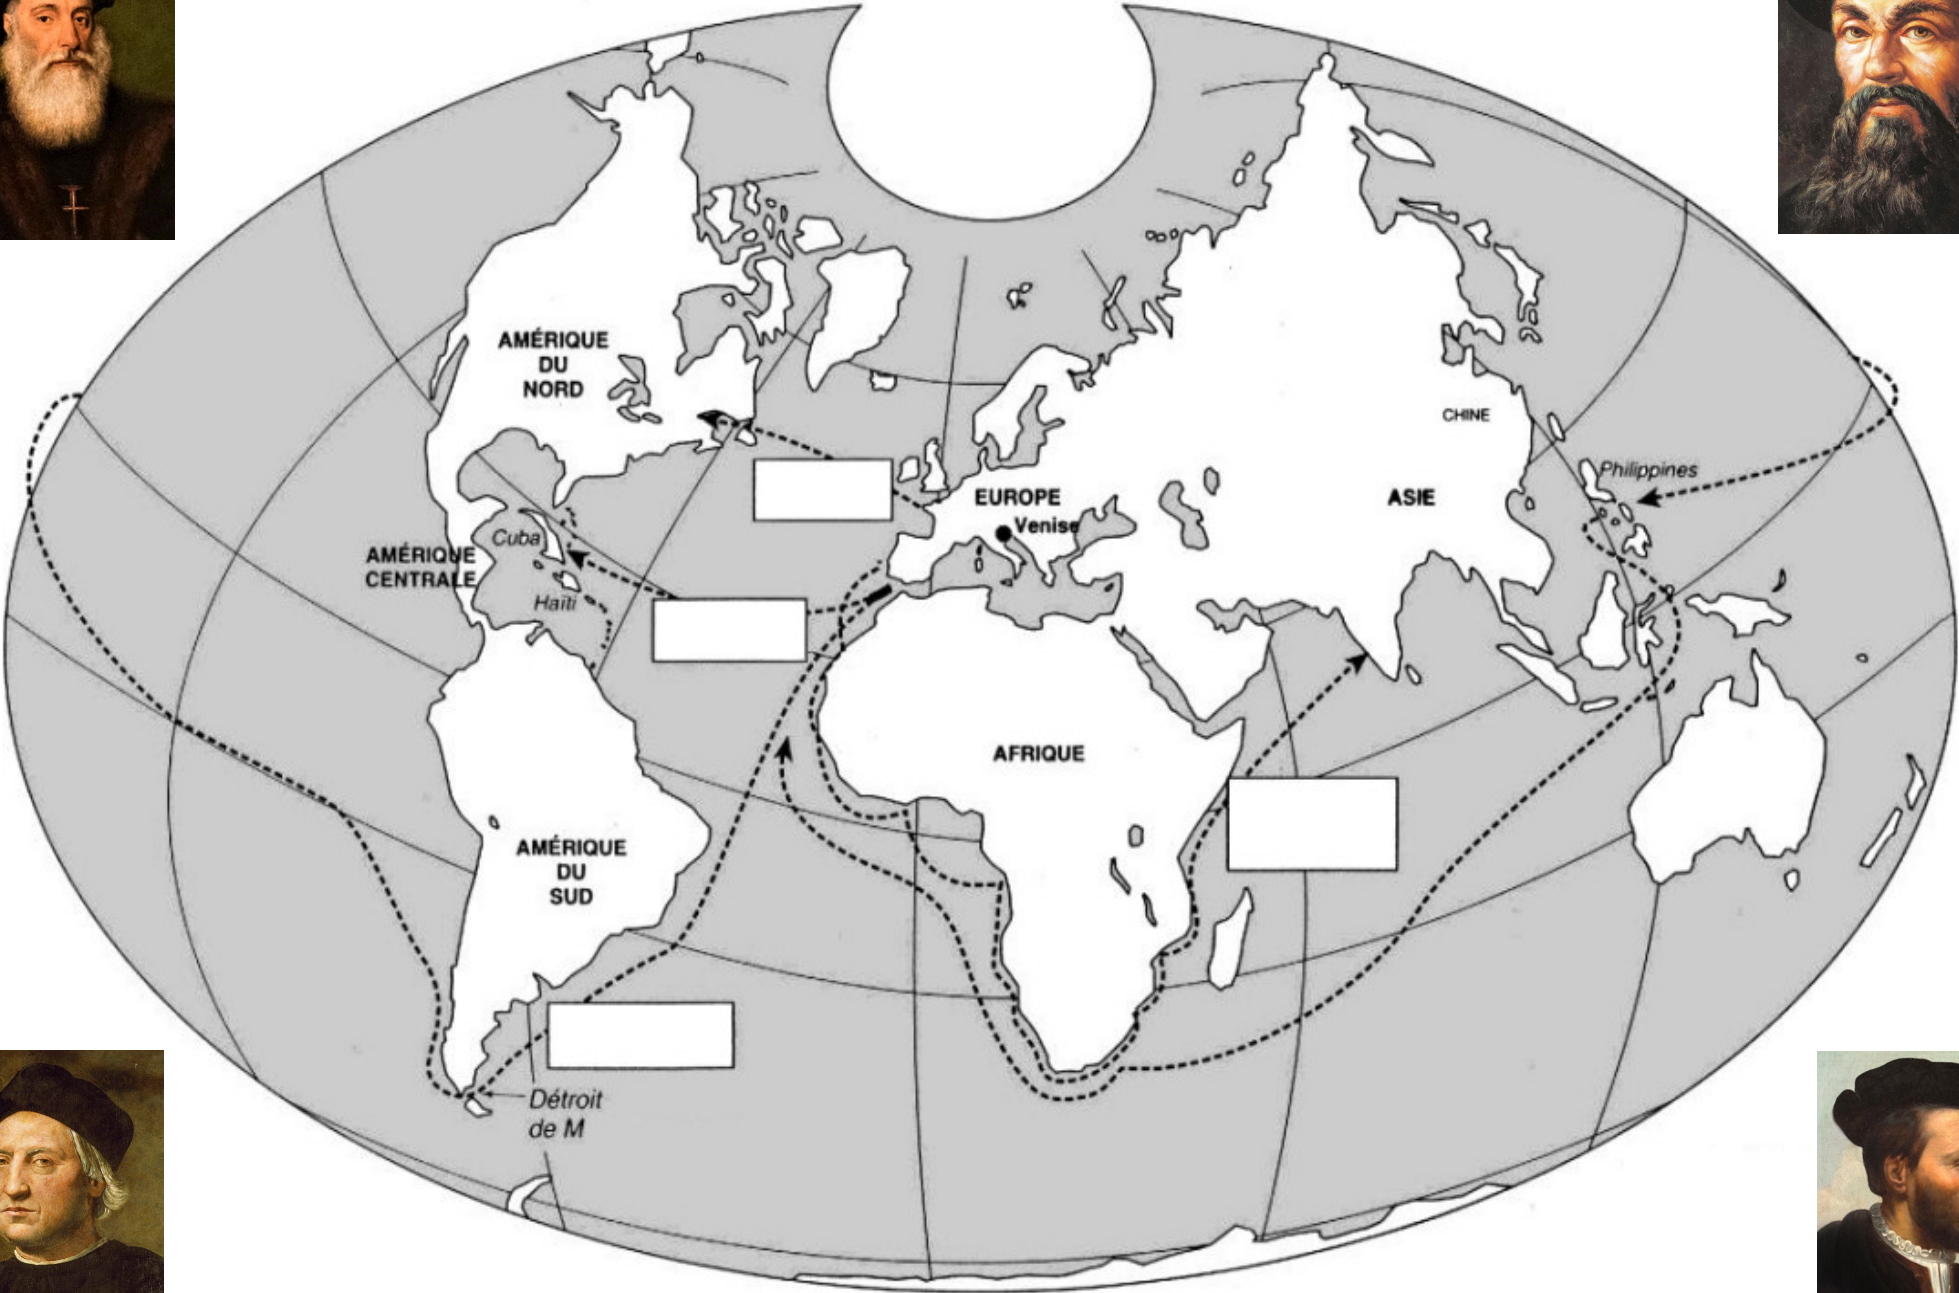 AMÉRIQUE
DU
NORD
CHINE
Philippines
EUROPE
ASIE
Venise
Cuba
AMÉRIQUE
CENTRALE
Haïti
AFRIQUE
AMÉRIQUE
DU
SUD
Détroit
de M